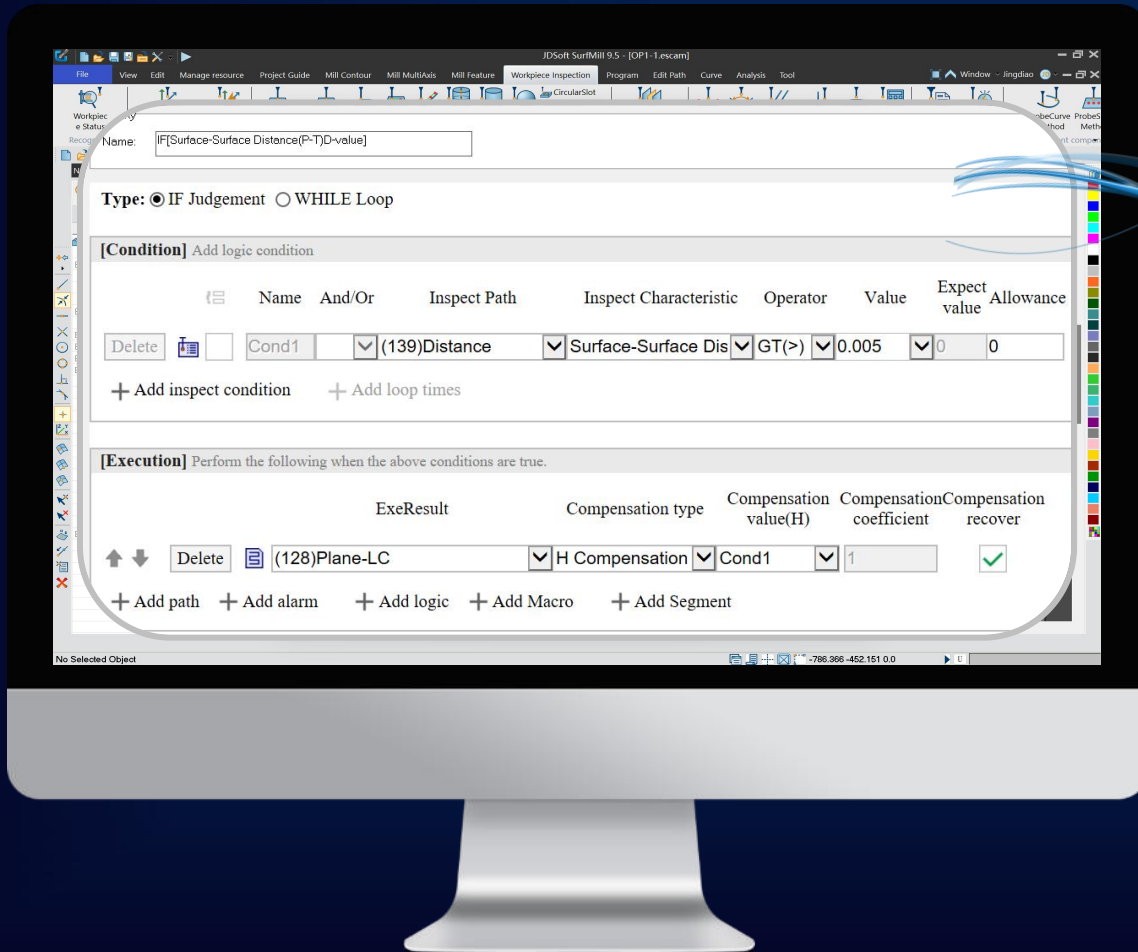 JDSoft SurfMill 9.5 - [OP1-1.escam]
File View Edit Manage resource Project Guide Mill Contour Mill MultiAxis Mill Feature Workpiece Inspection Program Edit Path Curve Analysis Tool Window Jingdiao
CircularSlot
Workpiec
e Status
Name: IF[Surface-Surface Distance(P-T)D-value]
Type: IF Judgement WHILE Loop
[Condition] Add logic condition
Name And/Or Inspect Path Inspect Characteristic Operator Value Expect value Allowance
Delete Cond1 (139)Distance Surface-Surface Dis GT(>) 0.005 0 0
Add inspect condition Add loop times
[Execution] Perform the following when the above conditions are true.
ExeResult Compensation type Compensation value(H) Compensation coefficient Compensation recover
Delete (128)Plane-LC H Compensation Cond1 1
Add path Add alarm Add logic Add Macro Add Segment
No Selected Object -786.366 -452.151 0.0